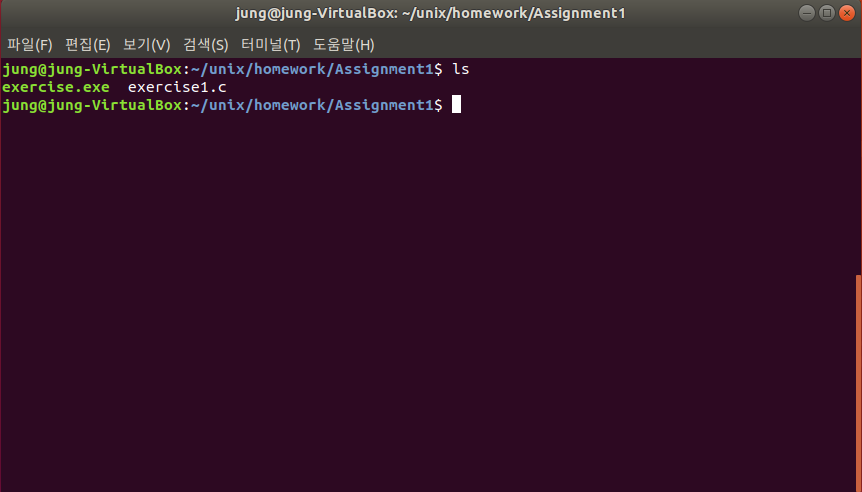 jung@jung-VirtualBox: ~/unix/homework/Assignment1
파일(F) 편집(E) 보기(V) 검색(S) 터미널(T) 도움말(H)
jung@jung-VirtualBox:~/unix/homework/Assignment1$ ls
exercise.exe  exercise1.c
jung@jung-VirtualBox:~/unix/homework/Assignment1$